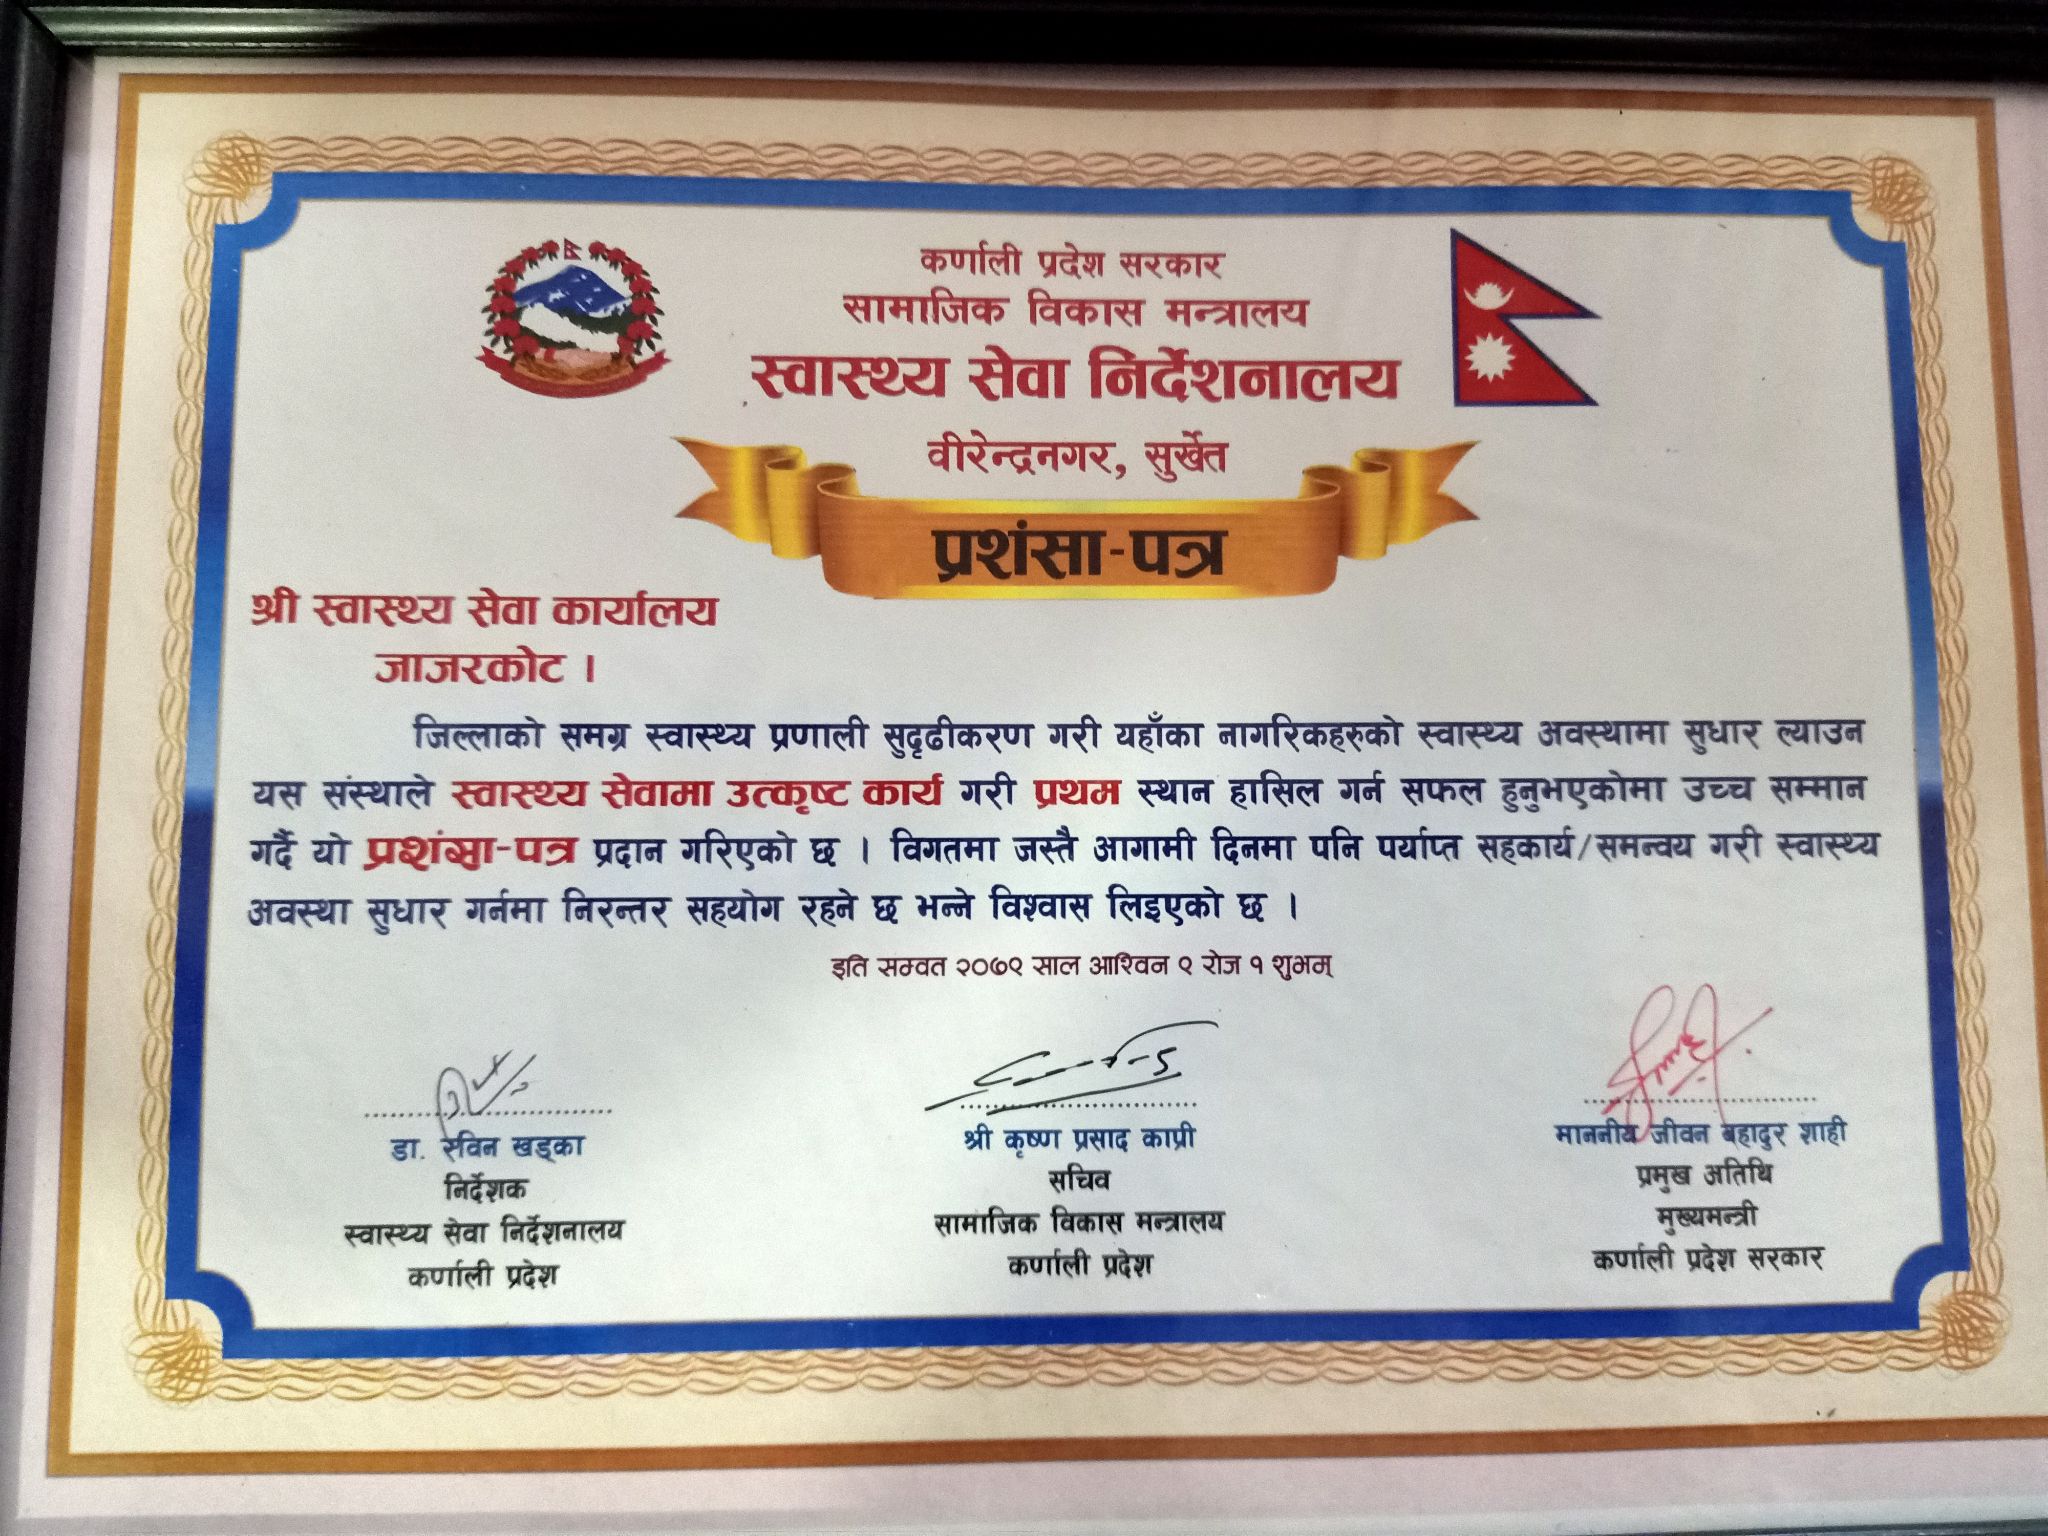 कर्णाली प्रदेश सरकार
सामाजिक विकास मन्त्रालय
स्वास्थ्य सेवा निर्देशनालय
वीरेन्द्रनगर, सुर्खेत
प्रशंसा-पत्र
श्री स्वास्थ्य सेवा कार्यालय
जाजरकोट ।
जिल्लाको समग्र स्वास्थ्य प्रणाली सुदृढीकरण गरी यहाँका नागरिकहरुको स्वास्थ्य अवस्थामा सुधार ल्याउन
यस संस्थाले स्वास्थ्य सेवामा उत्कृष्ट कार्य गरी प्रथम स्थान हासिल गर्न सफल हुनुभएकोमा उच्च सम्मान
गर्दै यो प्रशंसा-पत्र प्रदान गरिएको छ । विगतमा जस्तै आगामी दिनमा पनि पर्याप्त सहकार्य/समन्वय गरी स्वास्थ्य
अवस्था सुधार गर्नमा निरन्तर सहयोग रहने छ भन्ने विश्वास लिइएको छ ।
इति सम्वत २०७९ साल आश्विन ९ रोज १ शुभम्
डा. रविन खड्का
निर्देशक
स्वास्थ्य सेवा निर्देशनालय
कर्णाली प्रदेश
श्री कृष्ण प्रसाद काप्री
सचिव
सामाजिक विकास मन्त्रालय
कर्णाली प्रदेश
माननीय जीवन बहादुर शाही
प्रमुख अतिथि
मुख्यमन्त्री
कर्णाली प्रदेश सरकार